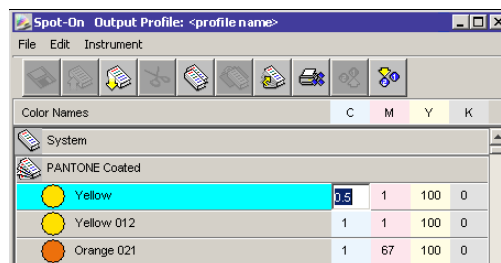 Spot-On Output Profile: <profile name>
File Edit Instrument
Color Names C M Y K
System
PANTONE Coated
Yellow 0.5 1 100 0
Yellow 012 1 1 100 0
Orange 021 1 67 100 0